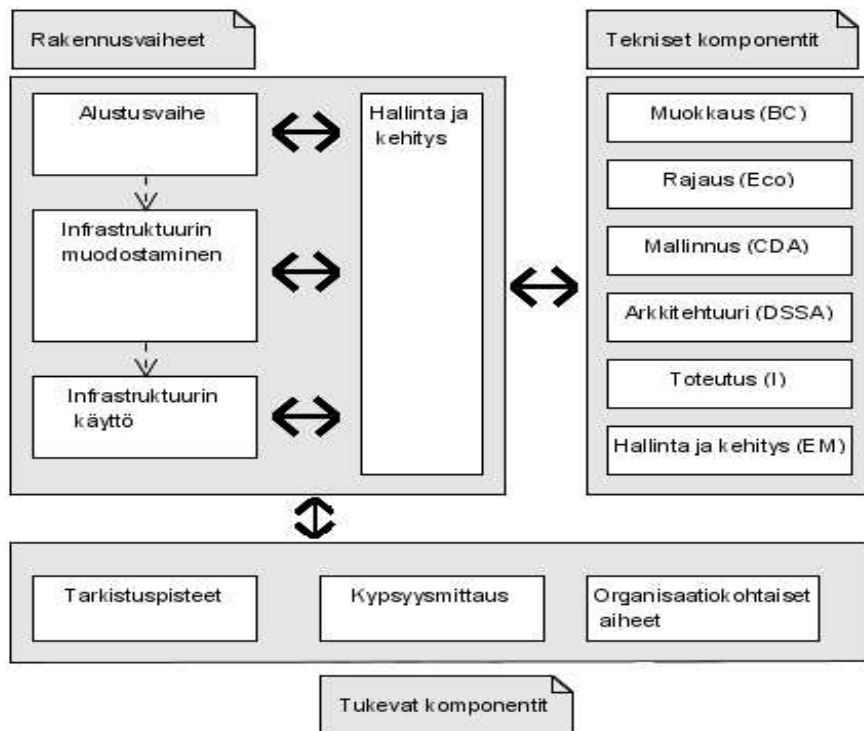 Rakennusvaiheet
Alustusvaihe
Infrastruktuurin
muodostaminen
Infrastruktuurin
käyttö
Hallinta ja
kehitys
Tekniset komponentit
Muokkaus (BC)
Rajaus (Eco)
Mallinnus (CDA)
Arkkitehtuuri (DSSA)
Toteutus (I)
Hallinta ja kehitys (EM)
Tarkistuspisteet
Kypsyysmittaus
Organisaatiokohtaiset
aiheet
Tukevat komponentit